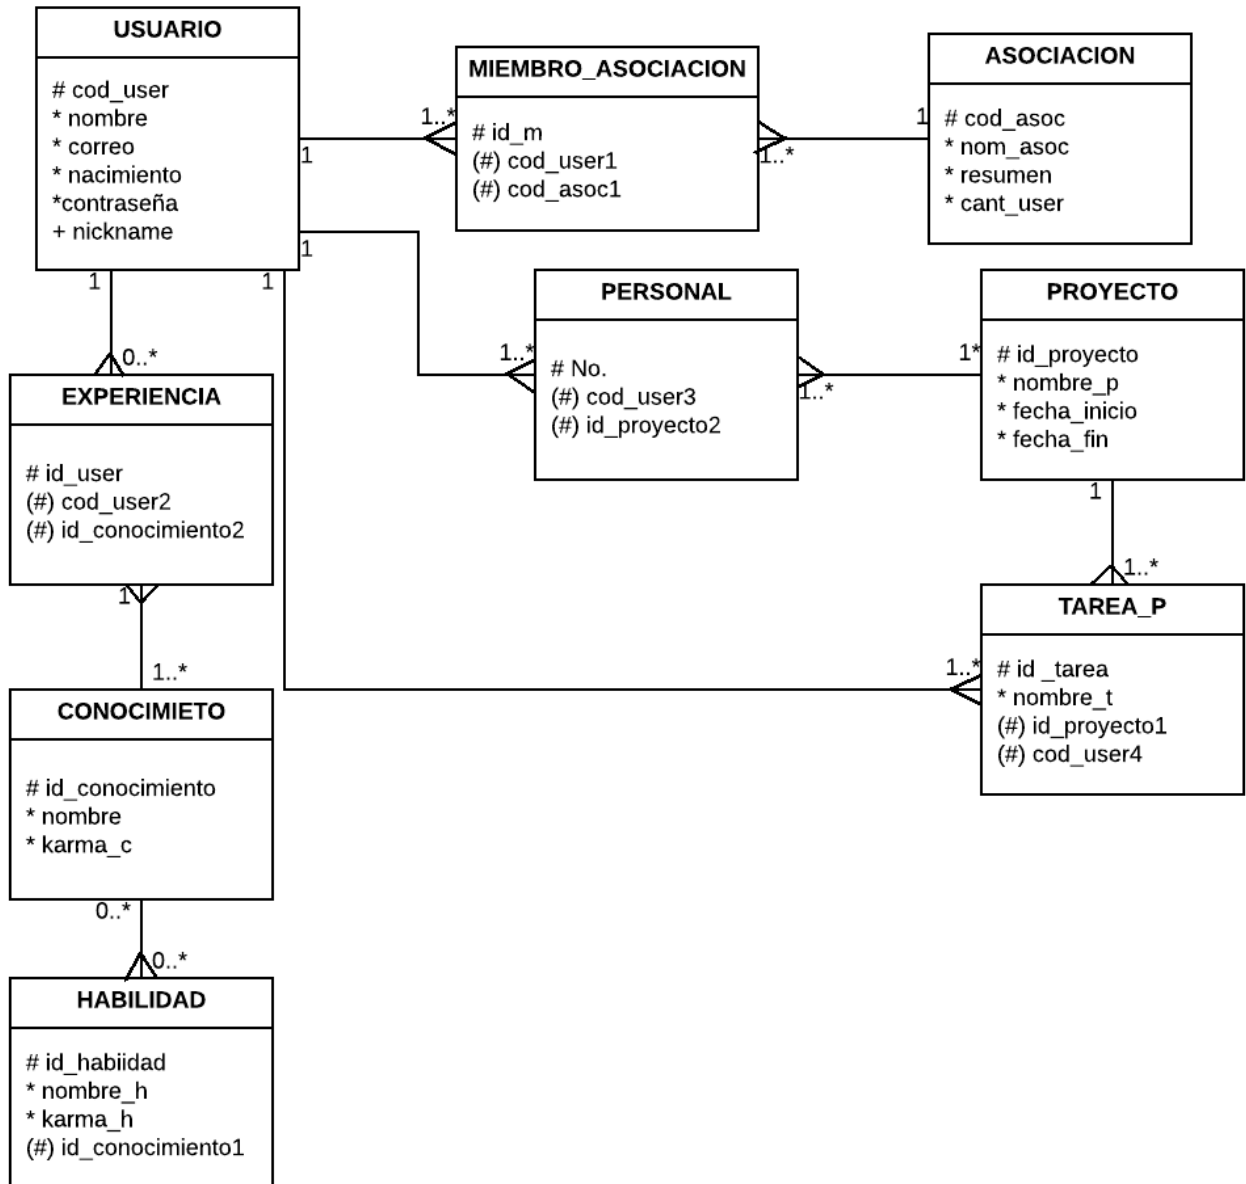 USUARIO
# cod_user
* nombre
* correo
* nacimiento
*contraseña
+ nickname
1
1..*
MIEMBRO_ASOCIACION
# id_m
(#) cod_user1
(#) cod_asoc1
1..*
1
ASOCIACION
# cod_asoc
* nom_asoc
* resumen
* cant_user
1
1..*
PERSONAL
# No.
(#) cod_user3
(#) id_proyecto2
1..*
1*
PROYECTO
# id_proyecto
* nombre_p
* fecha_inicio
* fecha_fin
1
1
0..*
EXPERIENCIA
# id_user
(#) cod_user2
(#) id_conocimiento2
1
1..*
1
1..*
TAREA_P
# id _tarea
* nombre_t
(#) id_proyecto1
(#) cod_user4
1..*
CONOCIMIETO
# id_conocimiento
* nombre
* karma_c
0..*
0..*
HABILIDAD
# id_habiidad
* nombre_h
* karma_h
(#) id_conocimiento1